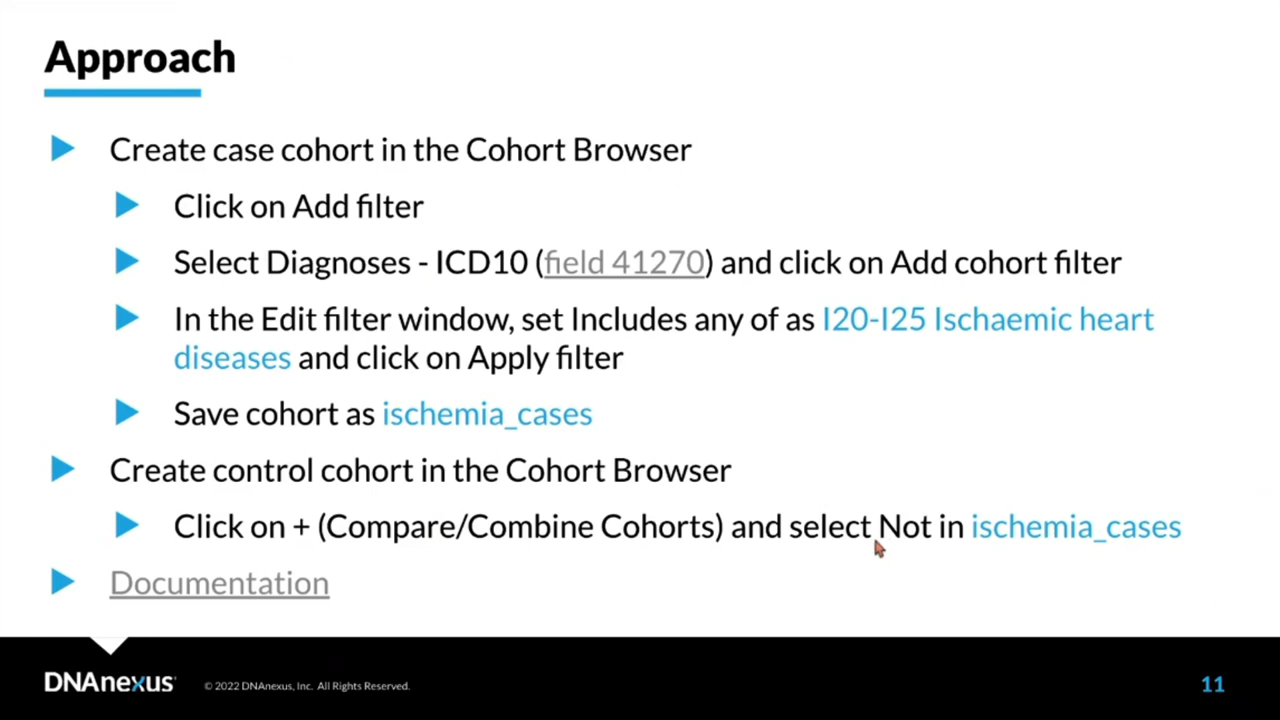 Approach
Create case cohort in the Cohort Browser
Click on Add filter
Select Diagnoses - ICD10 (field 41270) and click on Add cohort filter
In the Edit filter window, set Includes any of as I20-I25 Ischaemic heart
diseases and click on Apply filter
Save cohort as ischemia_cases
Create control cohort in the Cohort Browser
Click on + (Compare/Combine Cohorts) and select Not in ischemia_cases
Documentation
DNAnexus © 2022 DNAnexus, Inc. All Rights Reserved. 11